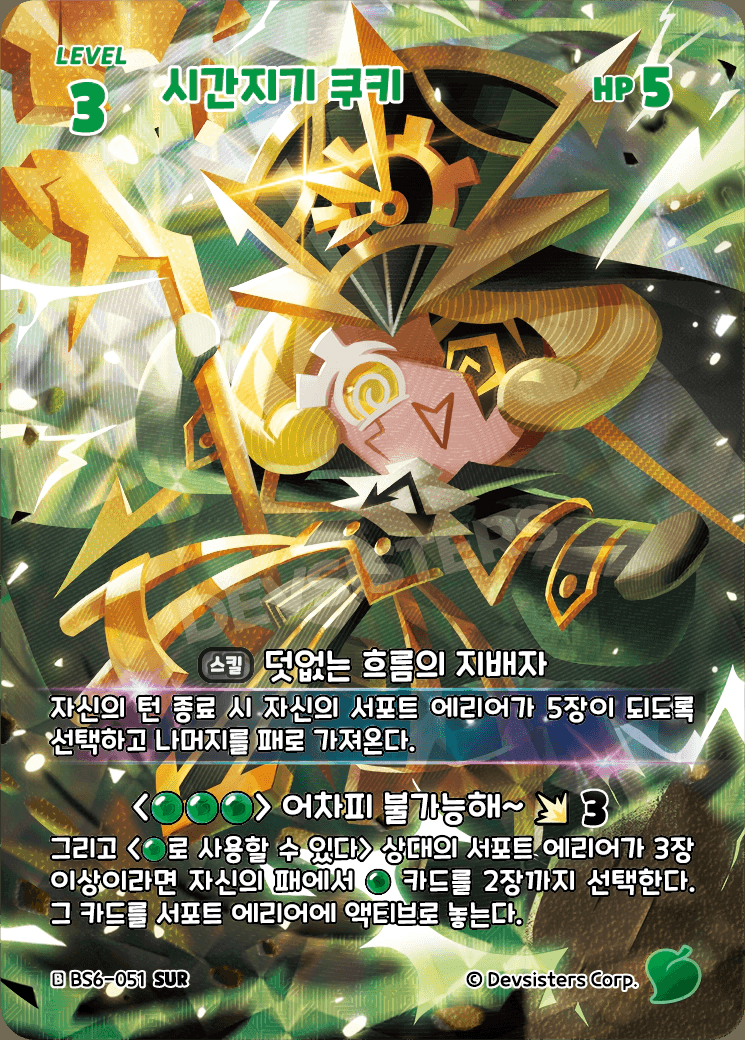 LEVEL
3
시간지기 쿠키
HP 5
DEVSISTERS
스킬 덧없는 흐름의 지배자
자신의 턴 종료 시 자신의 서포트 에리어가 5장이 되도록
선택하고 나머지를 패로 가져온다.
< > 어차피 불가능해~ 3
그리고 < 로 사용할 수 있다> 상대의 서포트 에리어가 3장
이상이라면 자신의 패에서 카드를 2장까지 선택한다.
그 카드를 서포트 에리어에 액티브로 놓는다.
B BS6-051 SUR
© Devsisters Corp.